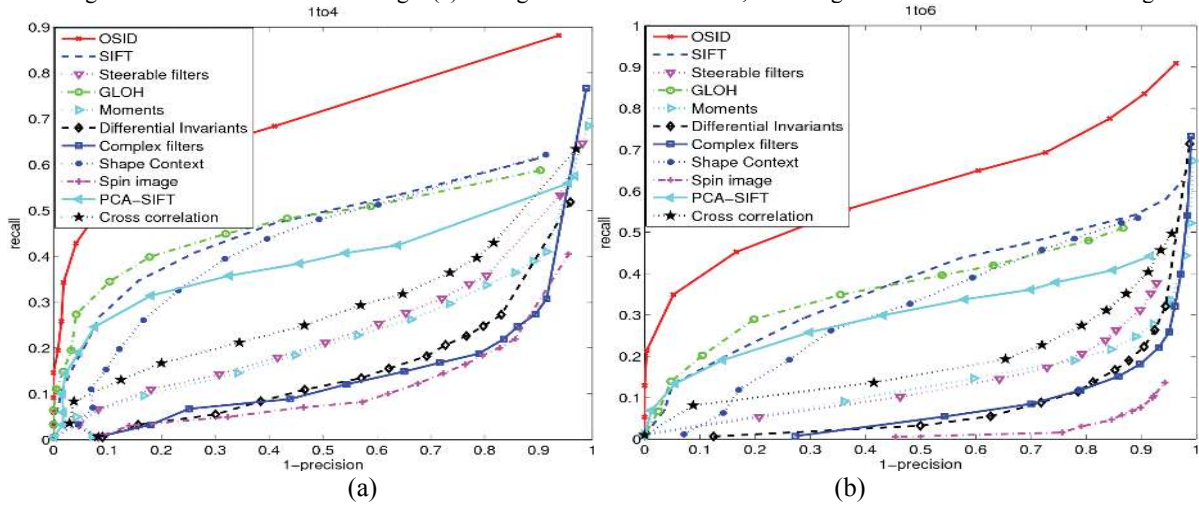 (a)
1to4
0.9
0.8
0.7
0.6
0.5
0.4
0.3
0.2
0.1
0
recall
OSID
SIFT
Steerable filters
GLOH
Moments
Differential Invariants
Complex filters
Shape Context
Spin image
PCA-SIFT
Cross correlation
0 0.1 0.2 0.3 0.4 0.5 0.6 0.7 0.8 0.9 1
1-precision
(a)
1to6
1
0.9
0.8
0.7
0.6
0.5
0.4
0.3
0.2
0.1
0
recall
OSID
SIFT
Steerable filters
GLOH
Moments
Differential Invariants
Complex filters
Shape Context
Spin image
PCA-SIFT
Cross correlation
0 0.1 0.2 0.3 0.4 0.5 0.6 0.7 0.8 0.9 1
1-precision
(b)